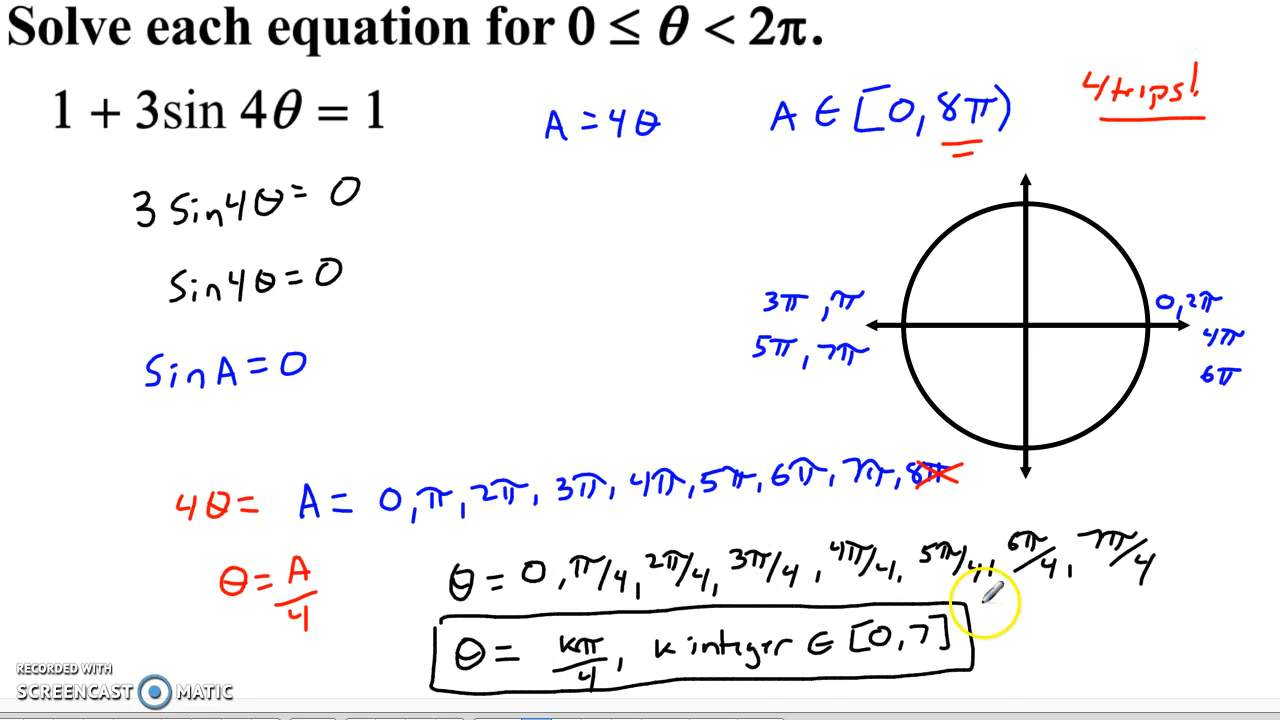 Solve each equation for 0 ≤ θ < 2π.
1 + 3sin 4θ = 1
A = 4θ
A ∈ [0, 8π)
4 trips!
3 sin4θ = 0
sin4θ = 0
sinA = 0
3π, π
5π, 7π
0, 2π
4π
6π
4θ = A = 0, π, 2π, 3π, 4π, 5π, 6π, 7π, 8π
θ = A/4
θ = 0, π/4, 2π/4, 3π/4, 4π/4, 5π/4, 6π/4, 7π/4
θ = kπ/4, k integer ∈ [0, 7]
RECORDED WITH
SCREENCAST MATIC